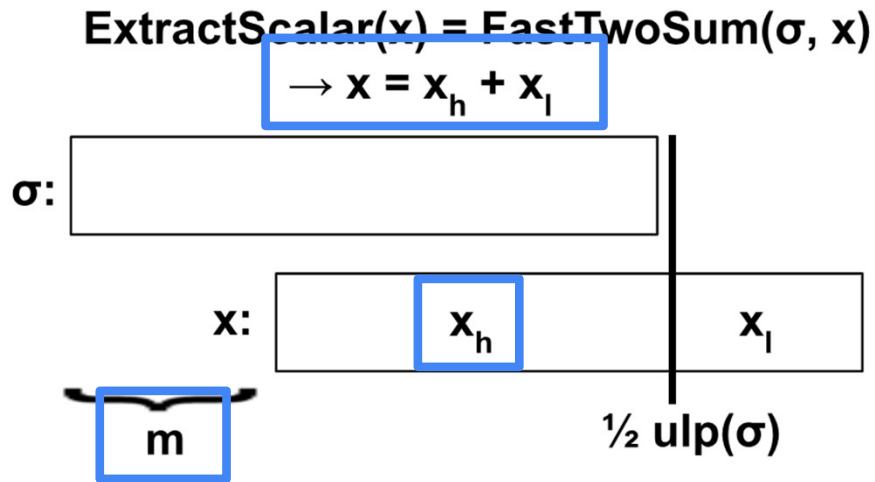 ExtractScalar(x) = FastTwoSum(σ, x)
→ x = xₕ + xₗ
σ:
x: xₕ xₗ
m
½ ulp(σ)